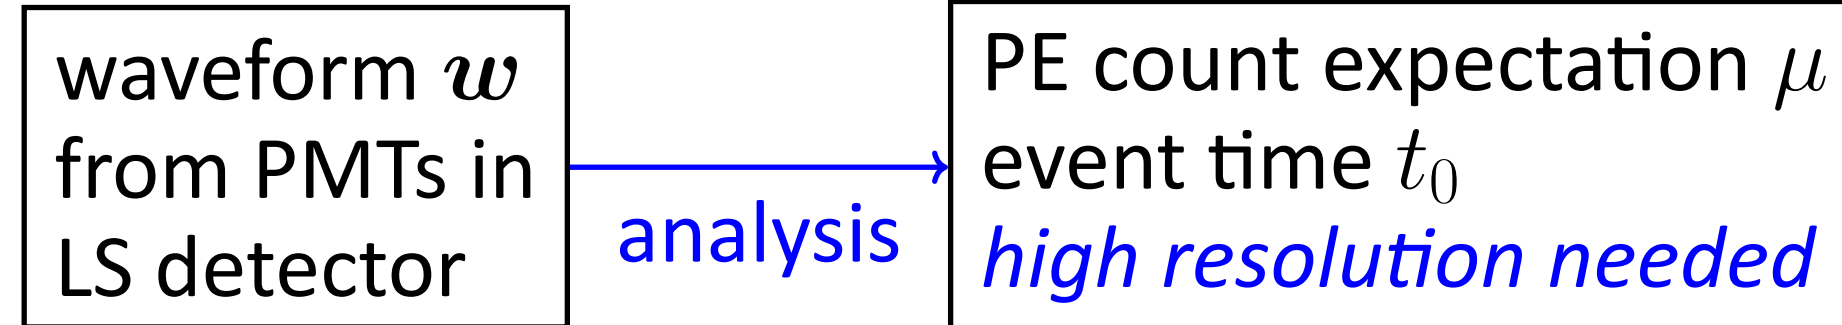 waveform w
from PMTs in
LS detector
analysis
PE count expectation μ
event time t₀
high resolution needed